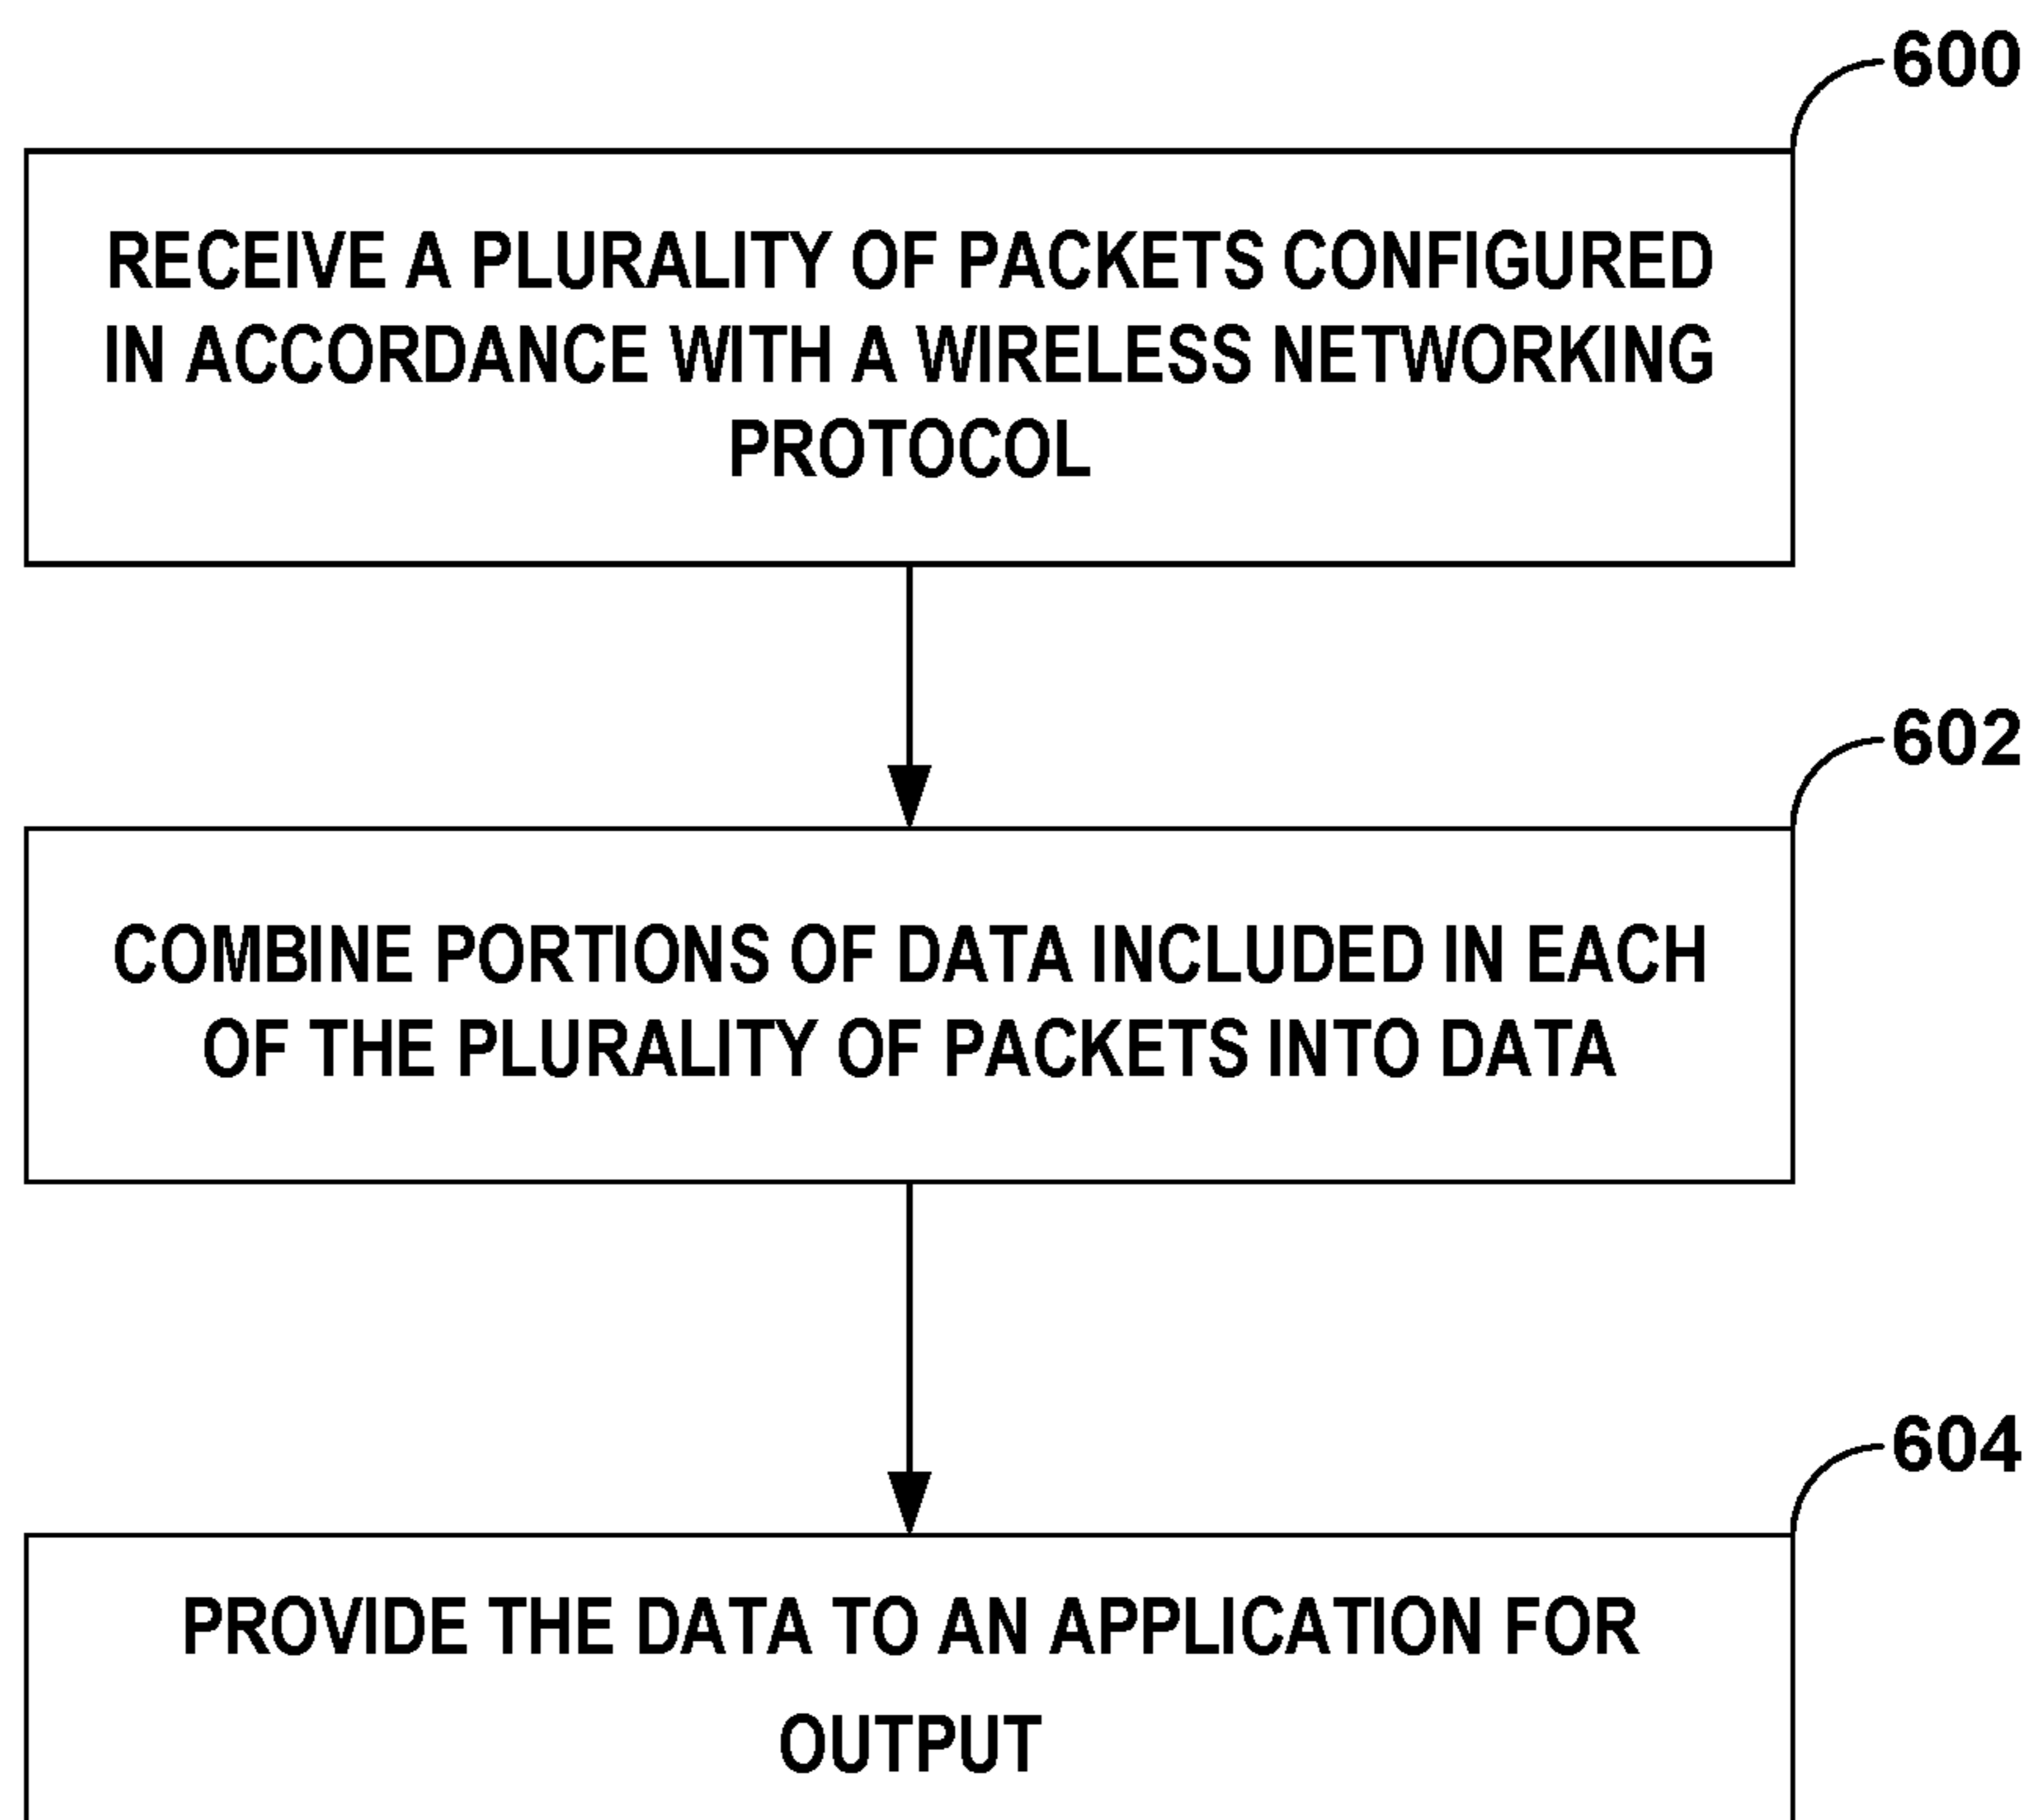 600
RECEIVE A PLURALITY OF PACKETS CONFIGURED
IN ACCORDANCE WITH A WIRELESS NETWORKING
PROTOCOL
602
COMBINE PORTIONS OF DATA INCLUDED IN EACH
OF THE PLURALITY OF PACKETS INTO DATA
604
PROVIDE THE DATA TO AN APPLICATION FOR
OUTPUT